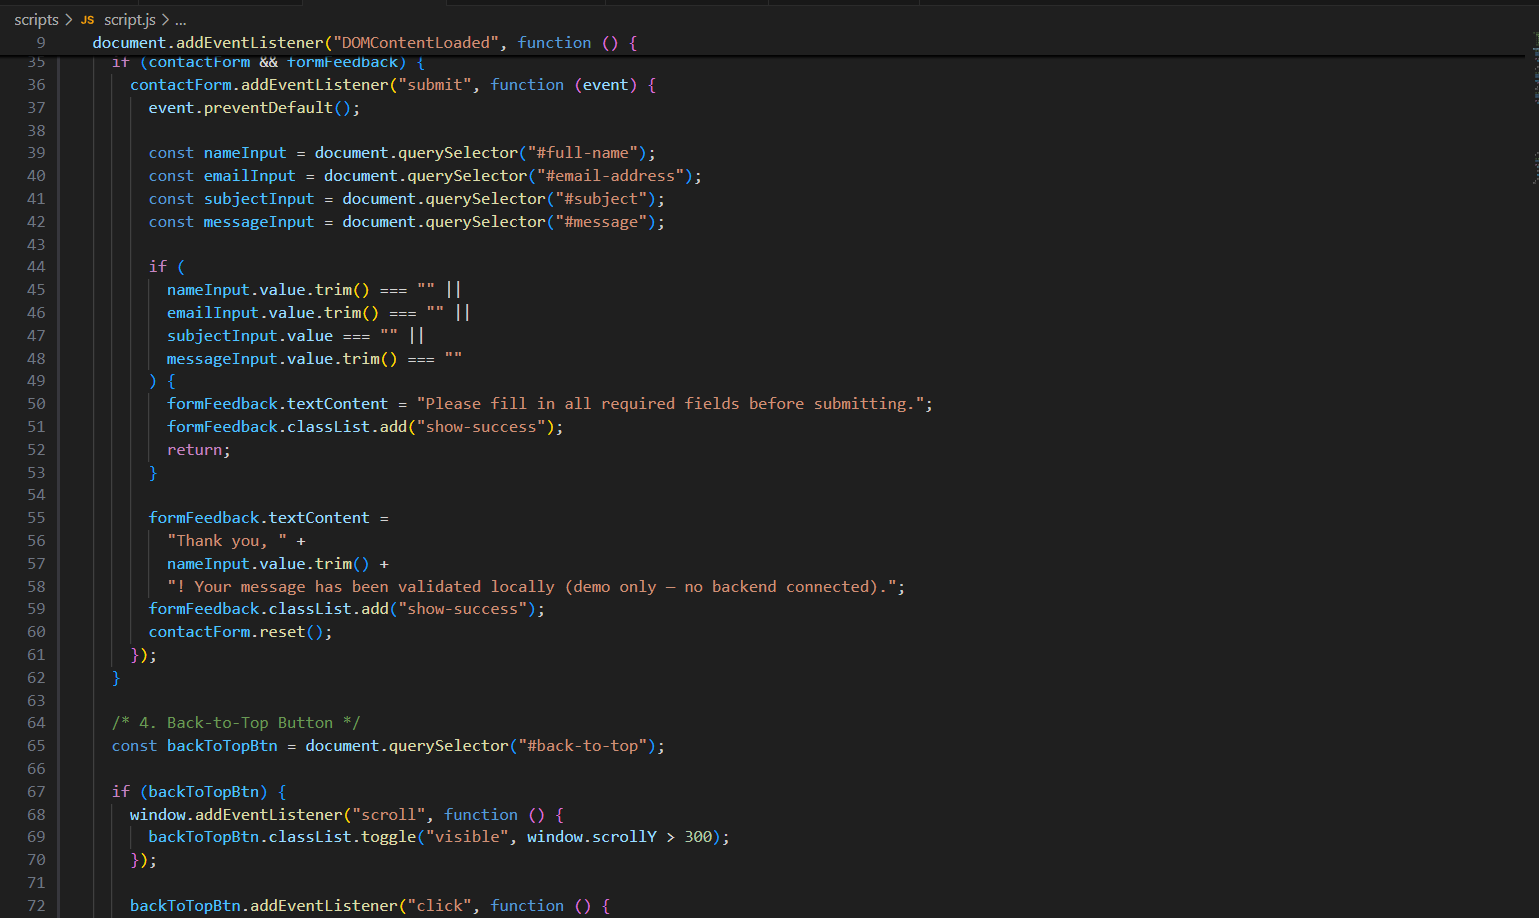 scripts > JS script.js > ...
9 document.addEventListener("DOMContentLoaded", function () {
35 if (contactForm && formFeedback) {
36 contactForm.addEventListener("submit", function (event) {
37 event.preventDefault();
38
39 const nameInput = document.querySelector("#full-name");
40 const emailInput = document.querySelector("#email-address");
41 const subjectInput = document.querySelector("#subject");
42 const messageInput = document.querySelector("#message");
43
44 if (
45 nameInput.value.trim() === "" ||
46 emailInput.value.trim() === "" ||
47 subjectInput.value === "" ||
48 messageInput.value.trim() === ""
49 ) {
50 formFeedback.textContent = "Please fill in all required fields before submitting.";
51 formFeedback.classList.add("show-success");
52 return;
53 }
54
55 formFeedback.textContent =
56 "Thank you, " +
57 nameInput.value.trim() +
58 "! Your message has been validated locally (demo only — no backend connected).";
59 formFeedback.classList.add("show-success");
60 contactForm.reset();
61 });
62 }
63
64 /* 4. Back-to-Top Button */
65 const backToTopBtn = document.querySelector("#back-to-top");
66
67 if (backToTopBtn) {
68 window.addEventListener("scroll", function () {
69 backToTopBtn.classList.toggle("visible", window.scrollY > 300);
70 });
71
72 backToTopBtn.addEventListener("click", function () {